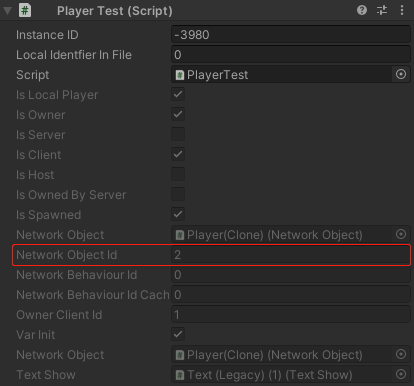 # Player Test (Script)
Instance ID -3980
Local Identfier In File 0
Script # PlayerTest
Is Local Player
Is Owner
Is Server
Is Client
Is Host
Is Owned By Server
Is Spawned
Network Object # Player(Clone) (Network Object)
Network Object Id 2
Network Behaviour Id 0
Network Behaviour Id Cach 0
Owner Client Id 1
Var Init
Network Object # Player(Clone) (Network Object)
Text Show # Text (Legacy) (1) (Text Show)